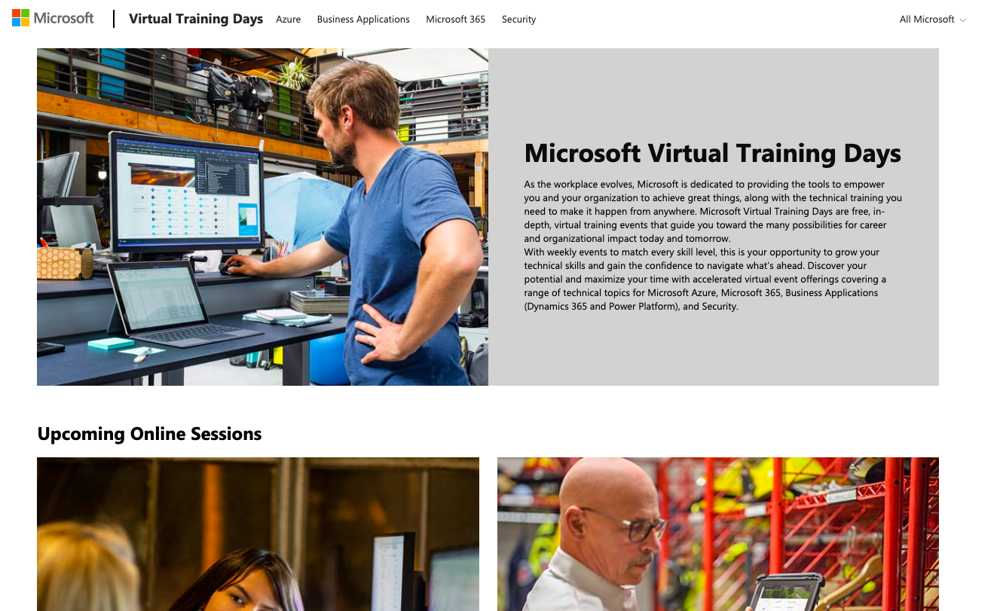 Microsoft
Virtual Training Days
Azure
Business Applications
Microsoft 365
Security
All Microsoft
Microsoft Virtual Training Days
As the workplace evolves, Microsoft is dedicated to providing the tools to empower
you and your organization to achieve great things, along with the technical training you
need to make it happen from anywhere. Microsoft Virtual Training Days are free, in-
depth, virtual training events that guide you toward the many possibilities for career
and organizational impact today and tomorrow.
With weekly events to match every skill level, this is your opportunity to grow your
technical skills and gain the confidence to navigate what's ahead. Discover your
potential and maximize your time with accelerated virtual event offerings covering a
range of technical topics for Microsoft Azure, Microsoft 365, Business Applications
(Dynamics 365 and Power Platform), and Security.
Upcoming Online Sessions